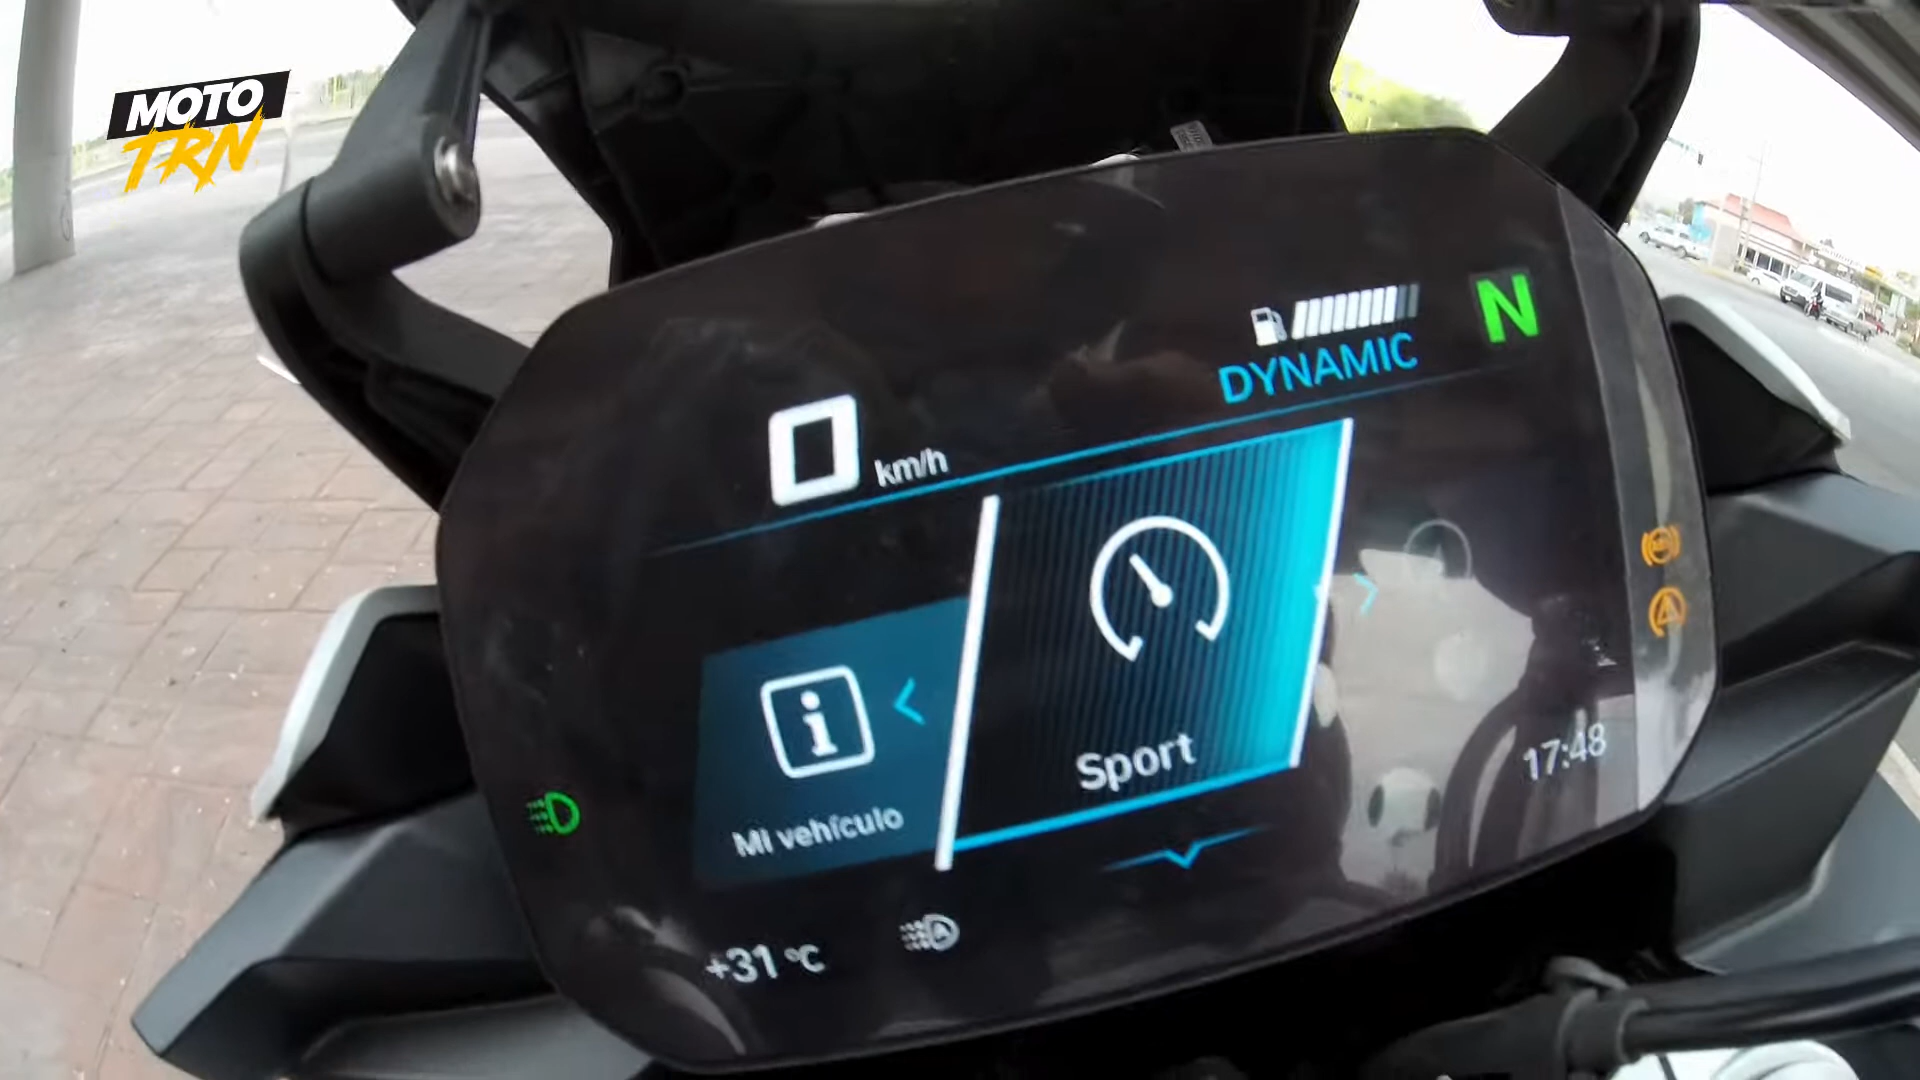 MOTO
TRN
N
DYNAMIC
0 km/h
Sport
Mi vehículo
17:48
+31 °C